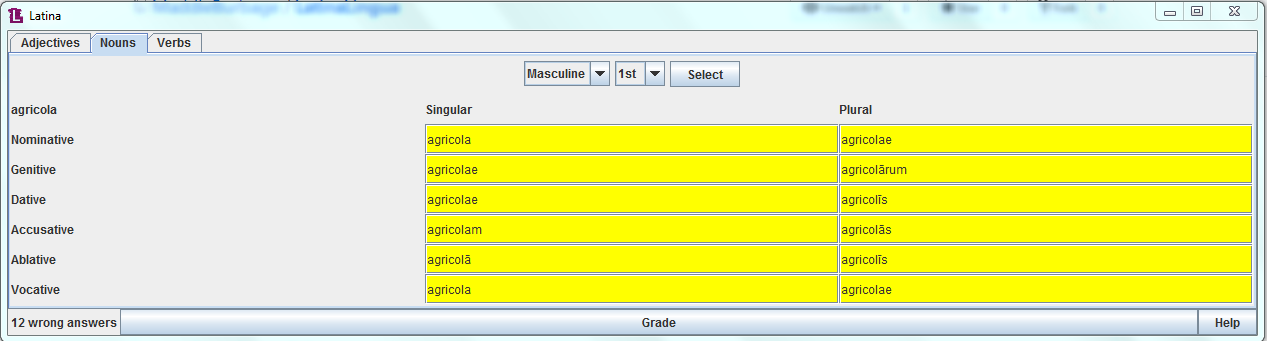 Latina
Adjectives Nouns Verbs
Masculine 1st Select
agricola Singular Plural
Nominative agricola agricolae
Genitive agricolae agricolārum
Dative agricolae agricolīs
Accusative agricolam agricolās
Ablative agricolā agricolīs
Vocative agricola agricolae
12 wrong answers Grade Help